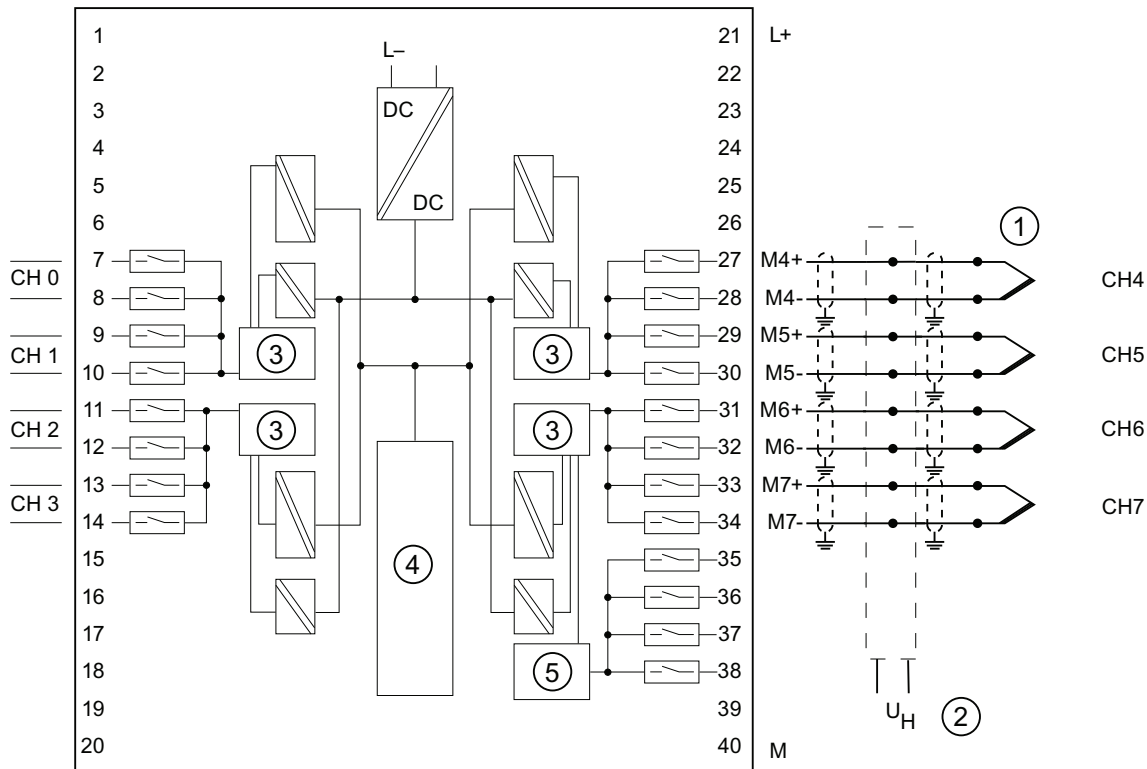 1 21 L+
L–
2 22
3 DC 23
4 24
5 25
DC
6 26
①
CH 0 7 27 M4+ CH4
8 28 M4-
CH 1 9 29 M5+ CH5
③ ③
10 30 M5-
CH 2 11 31 M6+ CH6
③ ③
12 32 M6-
CH 3 13 33 M7+ CH7
14 34 M7-
15 35
④
16 36
17 37
18 ⑤ 38
19 39 UH ②
20 40 M